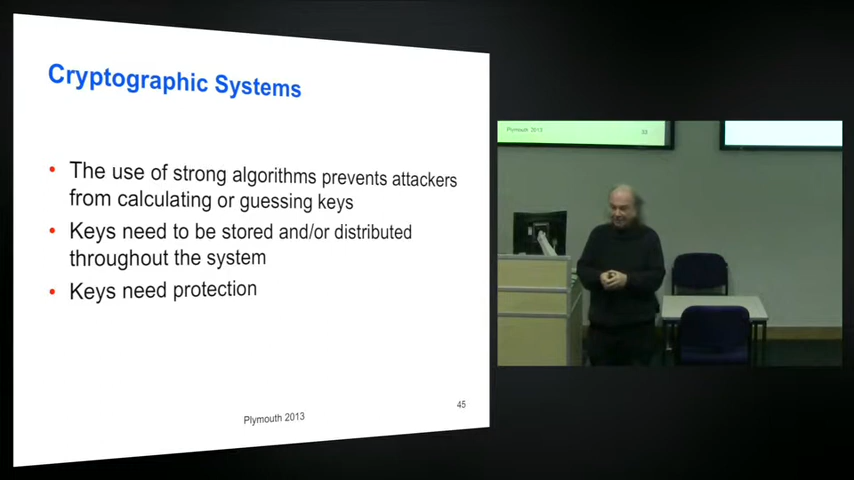 Cryptographic Systems
• The use of strong algorithms prevents attackers
from calculating or guessing keys
• Keys need to be stored and/or distributed
throughout the system
• Keys need protection
Plymouth 2013
45
Plymouth 2013
33